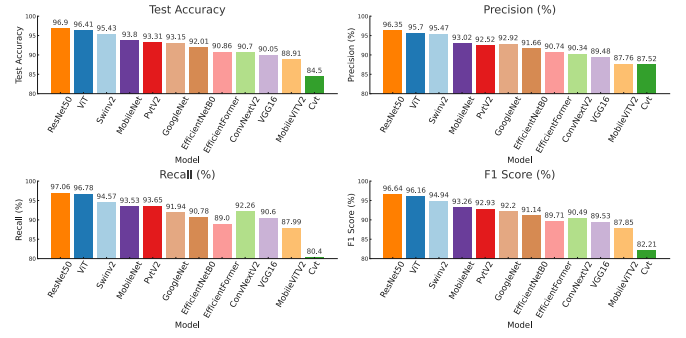 Test Accuracy
Test Accuracy
100
95
90
85
80
96.9
96.41
95.43
93.8
93.31
93.15
92.01
90.86
90.7
90.05
88.91
84.5
ResNet50
ViT
Swinv2
MobileNet
PvtV2
GoogleNet
EfficientNetB0
EfficientFormer
ConvNextV2
VGG16
MobileViTV2
Cvt
Model
Precision (%)
Precision (%)
100
95
90
85
80
96.35
95.7
95.47
93.02
92.52
92.92
91.66
90.74
90.34
89.48
87.76
87.52
ResNet50
ViT
Swinv2
MobileNet
PvtV2
GoogleNet
EfficientNetB0
EfficientFormer
ConvNextV2
VGG16
MobileViTV2
Cvt
Model
Recall (%)
Recall (%)
100
95
90
85
80
97.06
96.78
94.57
93.53
93.65
91.94
90.78
89.0
92.26
90.6
87.99
80.4
ResNet50
ViT
Swinv2
MobileNet
PvtV2
GoogleNet
EfficientNetB0
EfficientFormer
ConvNextV2
VGG16
MobileViTV2
Cvt
Model
F1 Score (%)
F1 Score (%)
100
95
90
85
80
96.64
96.16
94.94
93.26
92.93
92.2
91.14
89.71
90.49
89.53
87.85
82.21
ResNet50
ViT
Swinv2
MobileNet
PvtV2
GoogleNet
EfficientNetB0
EfficientFormer
ConvNextV2
VGG16
MobileViTV2
Cvt
Model